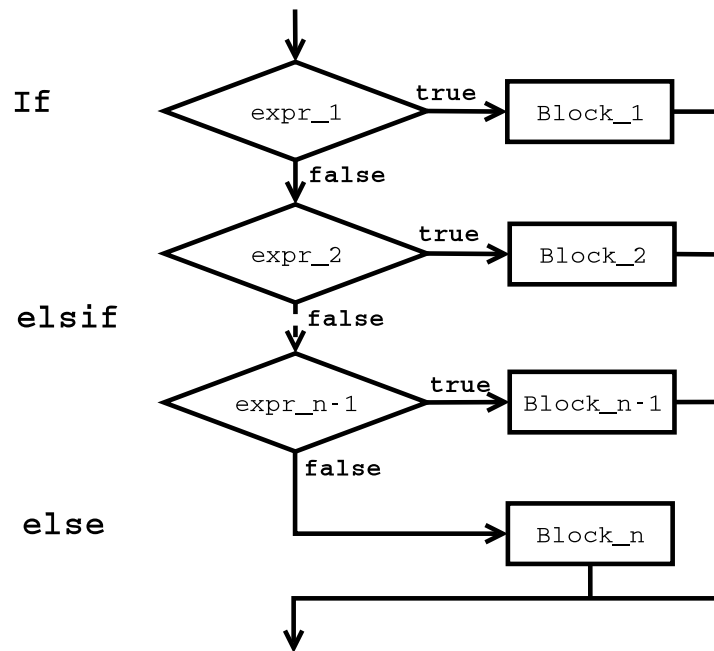 If
expr_1
true
Block_1
false
expr_2
true
Block_2
elsif
false
expr_n-1
true
Block_n-1
false
else
Block_n